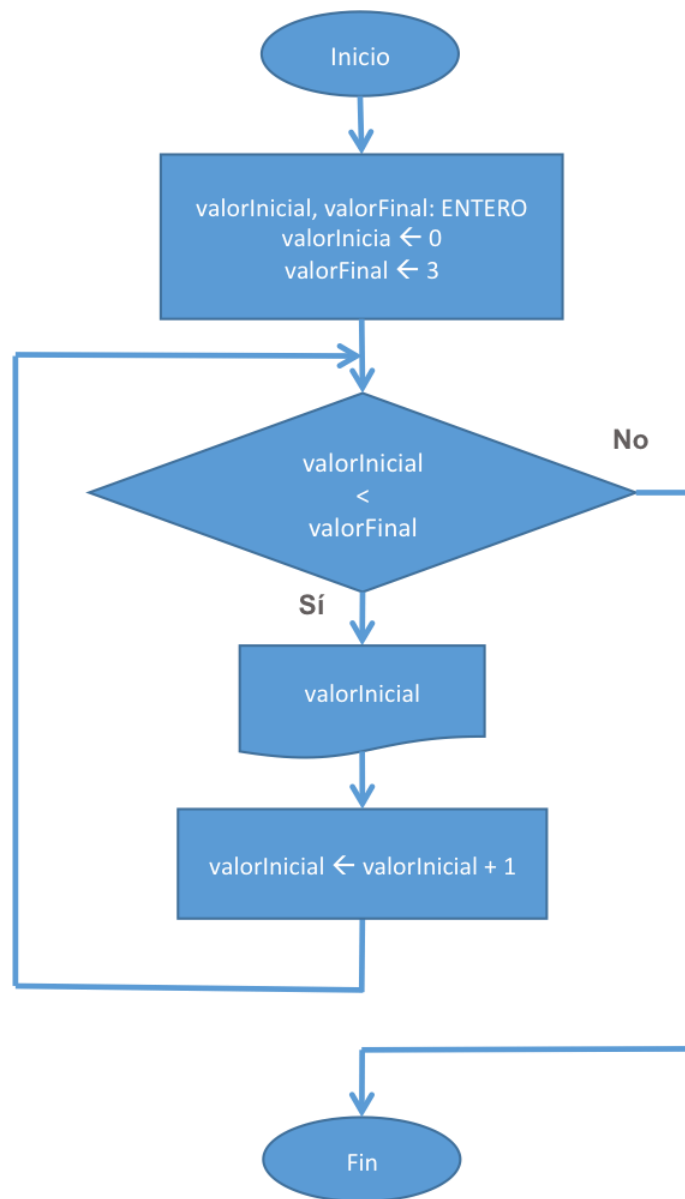 Inicio
valorInicial, valorFinal: ENTERO
valorInicia ← 0
valorFinal ← 3
No
valorInicial
<
valorFinal
Sí
valorInicial
valorInicial ← valorInicial + 1
Fin